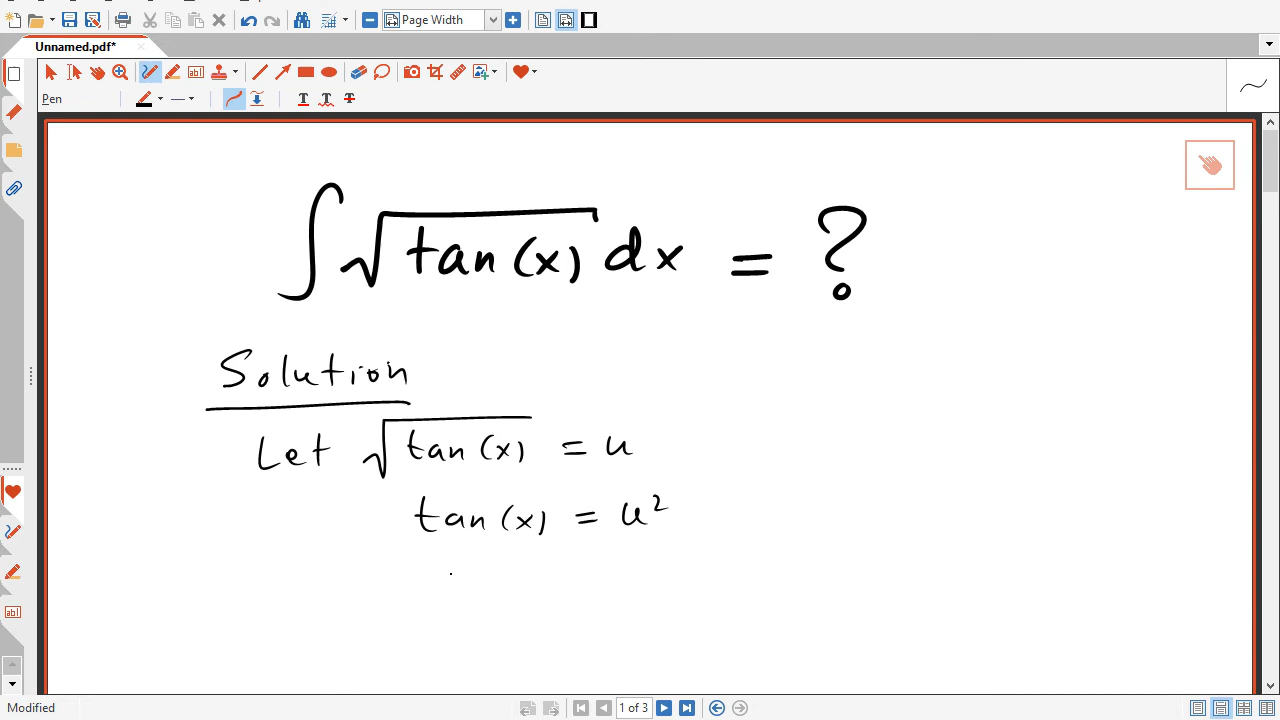 Page Width
Unnamed.pdf*
Pen
∫√tan(x) dx = ?
Solution
Let √tan(x) = u
tan(x) = u²
Modified
1 of 3